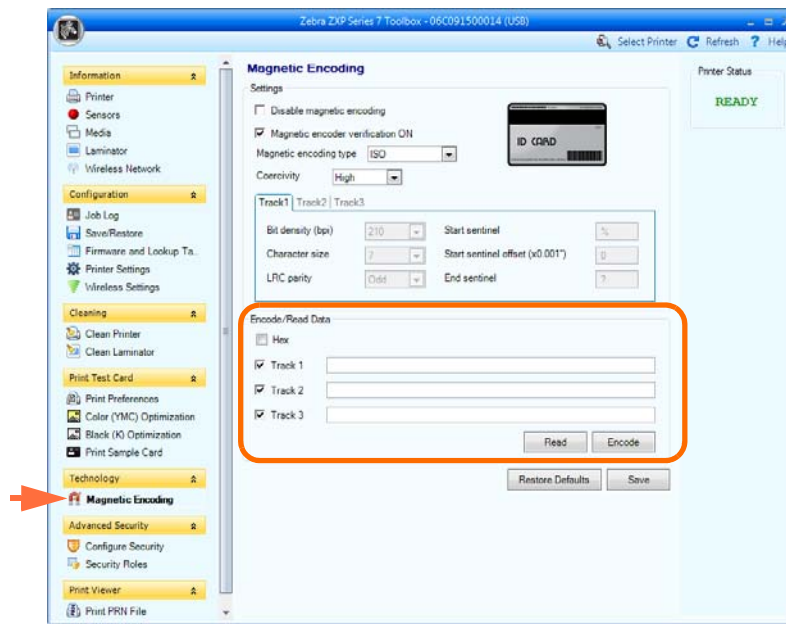 Zebra ZXP Series 7 Toolbox - 06C091500014 (USB)
Select Printer Refresh ? Help
Information
Printer
Sensors
Media
Laminator
Wireless Network
Configuration
Job Log
Save/Restore
Firmware and Lookup Ta..
Printer Settings
Wireless Settings
Cleaning
Clean Printer
Clean Laminator
Print Test Card
Print Preferences
Color (YMC) Optimization
Black (K) Optimization
Print Sample Card
Technology
Magnetic Encoding
Advanced Security
Configure Security
Security Roles
Print Viewer
Print PRN File
Magnetic Encoding
Settings
Disable magnetic encoding
Magnetic encoder verification ON
Magnetic encoding type ISO
Coercivity High
ID CARD
Track1 Track2 Track3
Bit density (bpi) 210 Start sentinel %
Character size 7 Start sentinel offset (x0.001") 0
LRC parity Odd End sentinel ?
Encode/Read Data
Hex
Track 1
Track 2
Track 3
Read Encode
Restore Defaults Save
Printer Status
READY